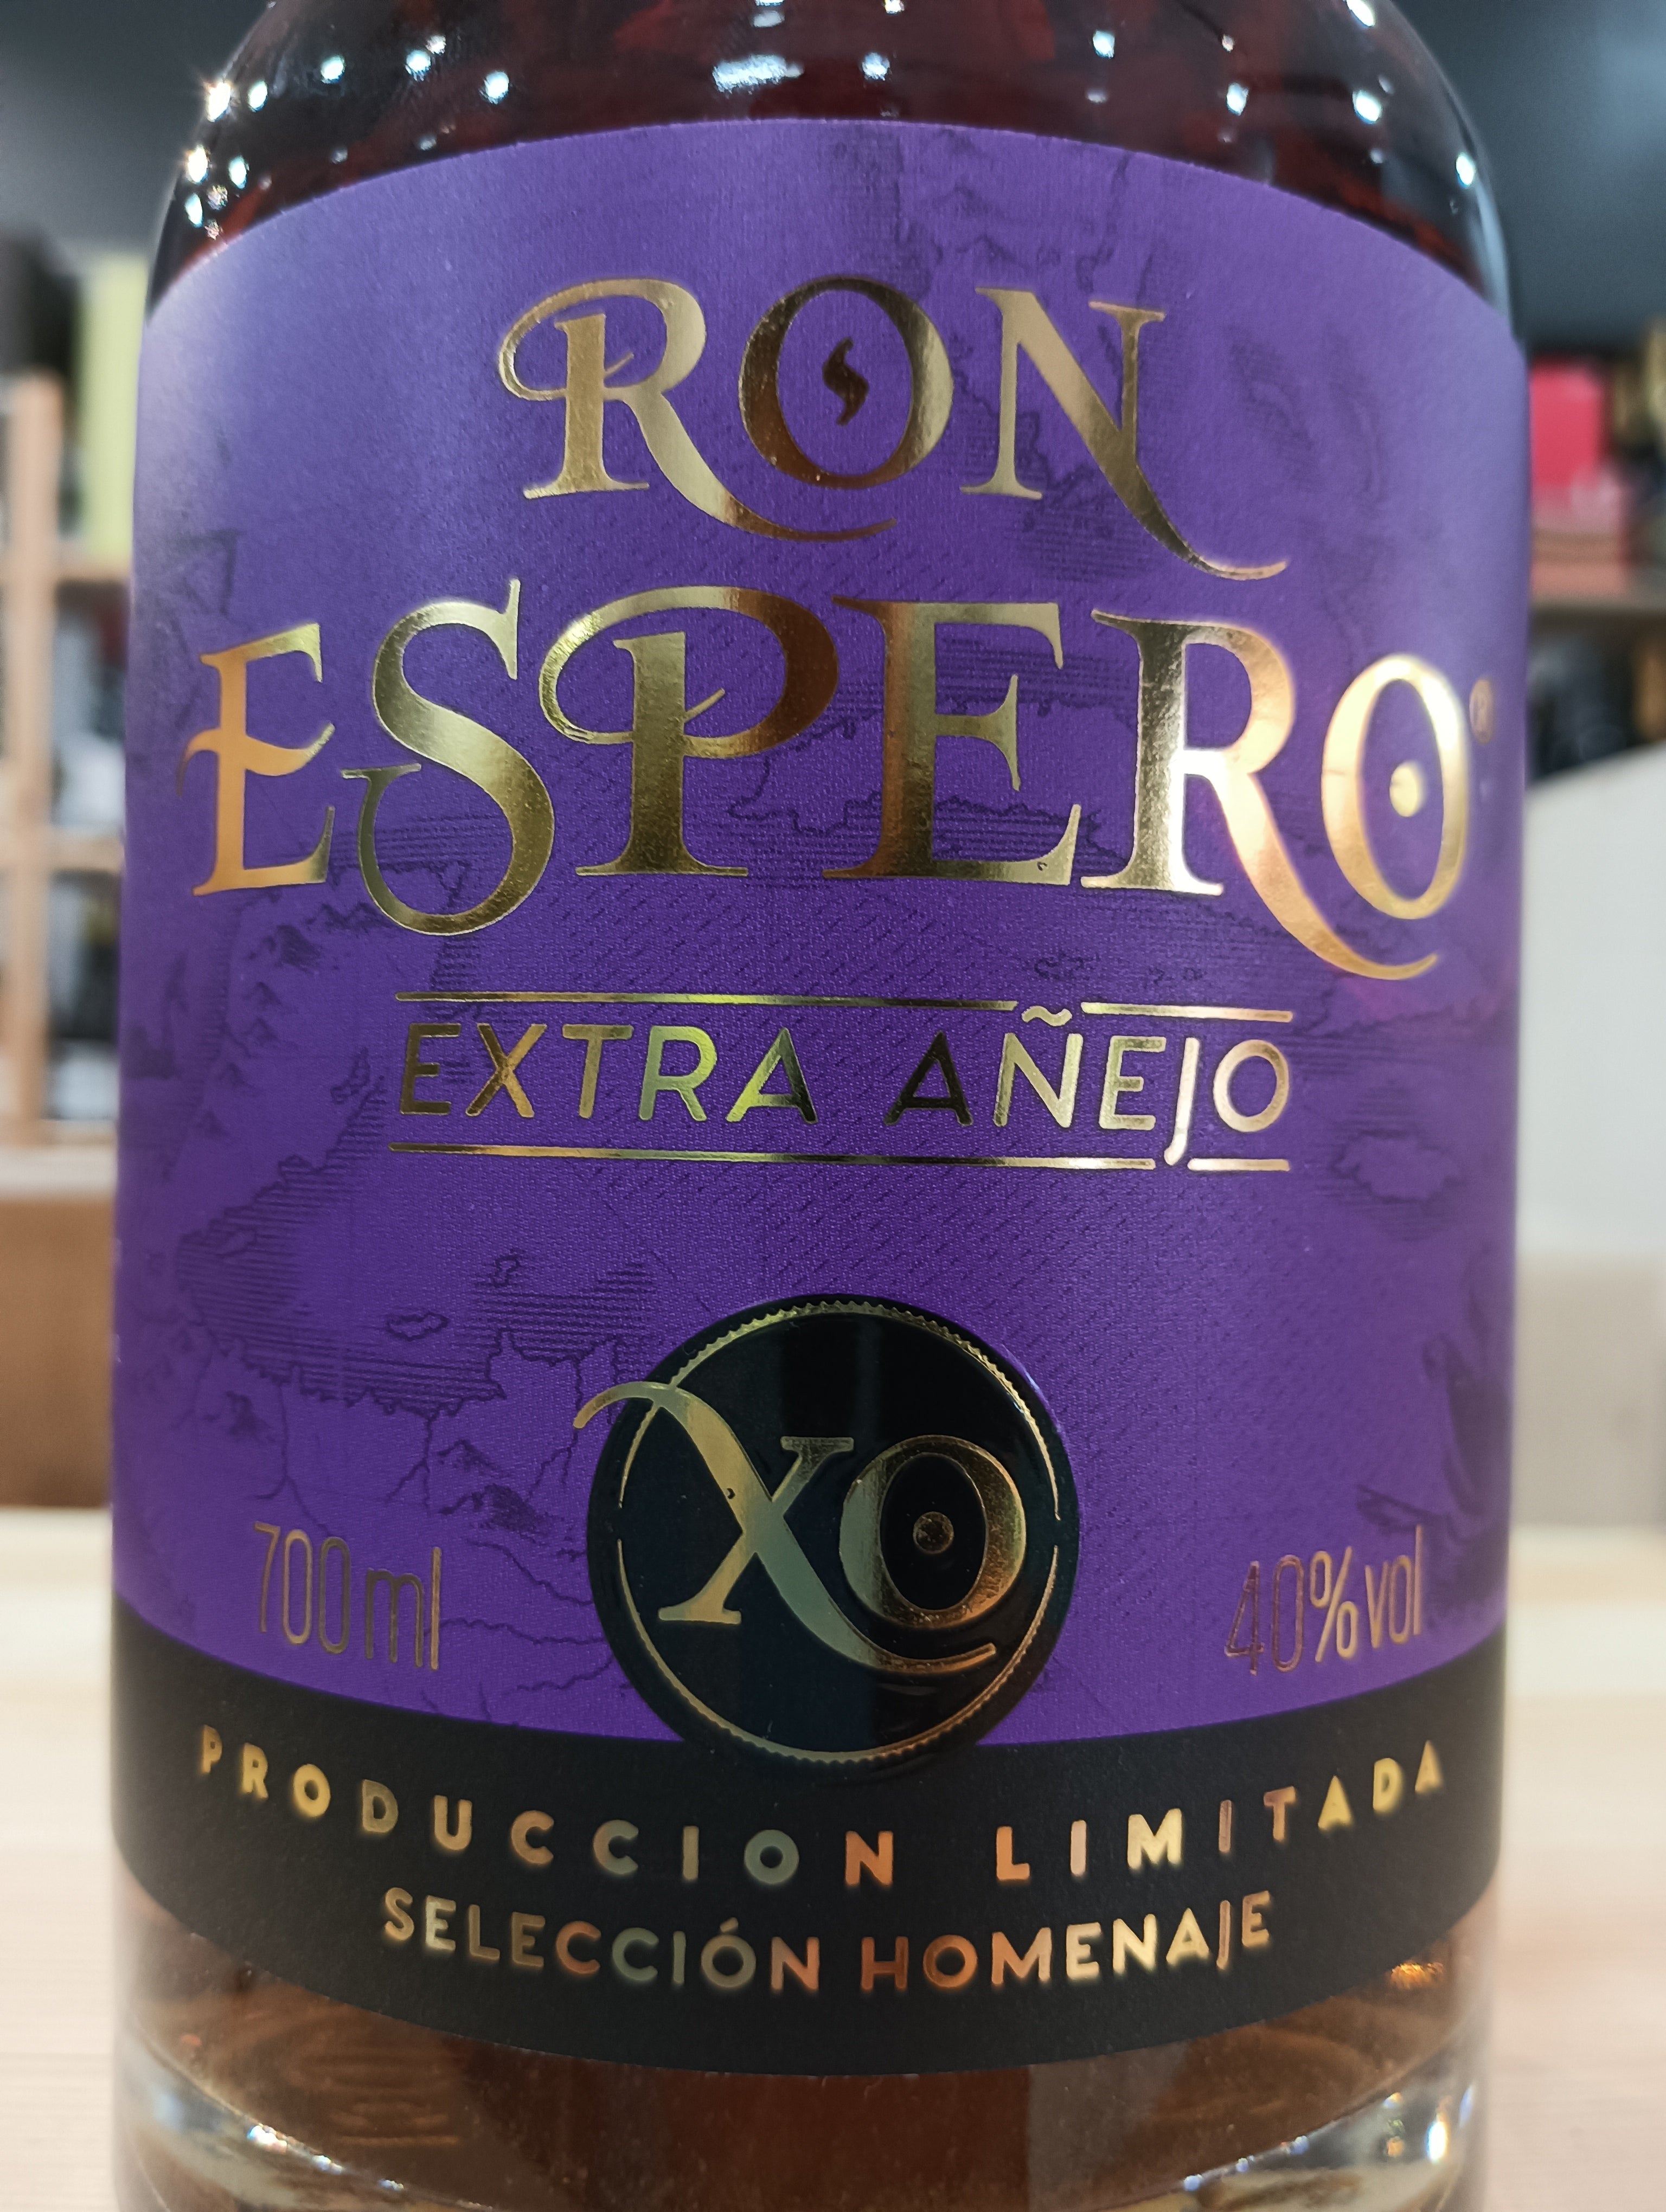 RON
ESPERO®
EXTRA AÑEJO
XO
700ml
40%vol
PRODUCCION LIMITADA
SELECCIÓN HOMENAJE